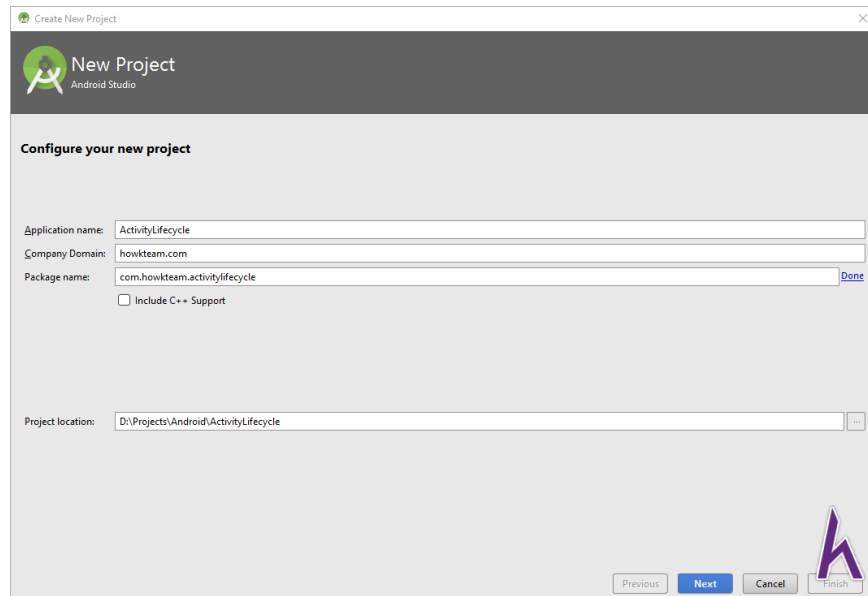 Create New Project
New Project
Android Studio
Configure your new project
Application name: ActivityLifecycle
Company Domain: howkteam.com
Package name: com.howkteam.activitylifecycle Done
Include C++ Support
Project location: D:\Projects\Android\ActivityLifecycle ...
Previous Next Cancel Finish